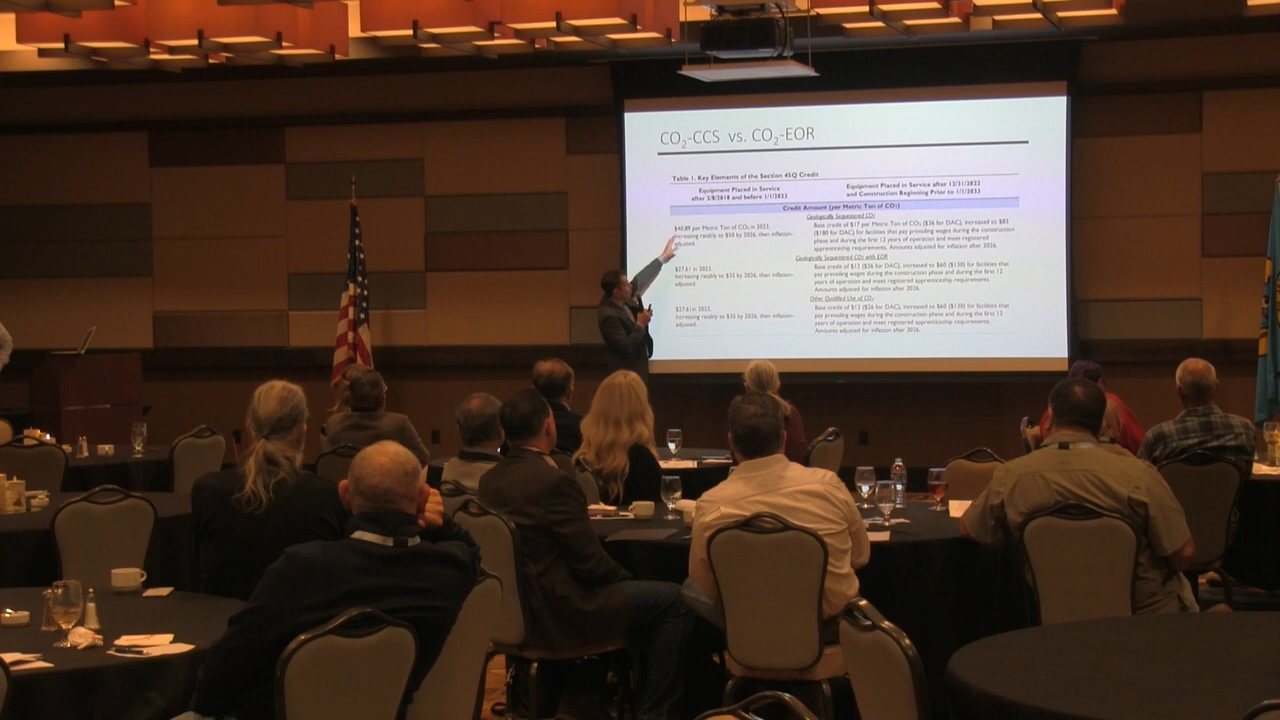 CO2-CCS vs. CO2-EOR
Table 1. Key Elements of the Section 45Q Credit
Equipment Placed in Service
after 2/8/2018 and before 1/1/2023
Equipment Placed in Service after 12/31/2022
and Construction Beginning Prior to 1/1/2033
Credit Amount (per Metric Ton of CO2)
Geologically Sequestered CO2
$40.89 per Metric Ton of CO2 in 2023.
Increasing ratably to $50 by 2026, then inflation-
adjusted.
Base credit of $17 per Metric Ton of CO2 ($36 for DAC), increased to $85
($180 for DAC) for facilities that pay prevailing wages during the construction
phase and during the first 12 years of operation and meet registered
apprenticeship requirements. Amounts adjusted for inflation after 2026.
Geologically Sequestered CO2 with EOR
$27.61 in 2023.
Increasing ratably to $35 by 2026, then inflation-
adjusted.
Base credit of $12 ($26 for DAC), increased to $60 ($130) for facilities that
pay prevailing wages during the construction phase and during the first 12
years of operation and meet registered apprenticeship requirements.
Amounts adjusted for inflation after 2026.
Other Qualified Use of CO2
$27.61 in 2023.
Increasing ratably to $35 by 2026, then inflation-
adjusted.
Base credit of $12 ($26 for DAC), increased to $60 ($130) for facilities that
pay prevailing wages during the construction phase and during the first 12
years of operation and meet registered apprenticeship requirements.
Amounts adjusted for inflation after 2026.